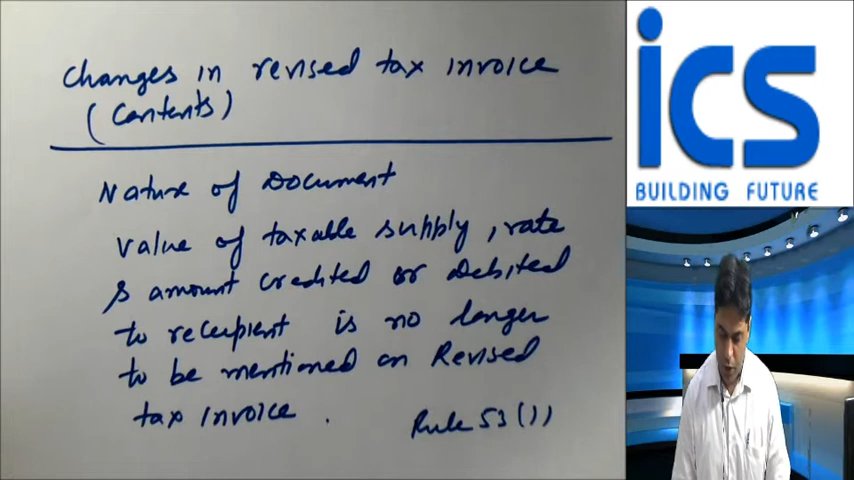 Changes in revised tax invoice
(Contents)
Nature of Document
Value of taxable supply, rate
& amount credited or debited
to recepient is no longer
to be mentioned on Revised
tax invoice.
Rule 53(1)
ICS
BUILDING FUTURE